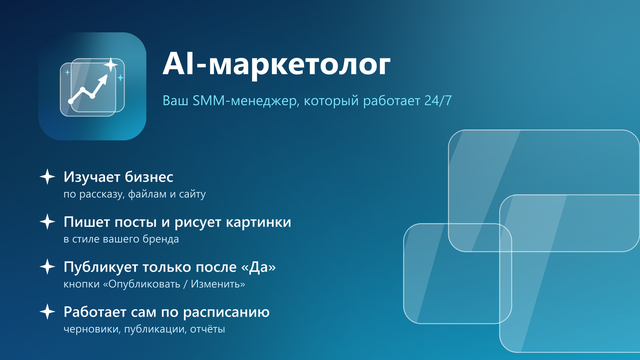 AI-маркетолог
Ваш SMM-менеджер, который работает 24/7
Изучает бизнес
по рассказу, файлам и сайту
Пишет посты и рисует картинки
в стиле вашего бренда
Публикует только после «Да»
кнопки «Опубликовать / Изменить»
Работает сам по расписанию
черновики, публикации, отчёты